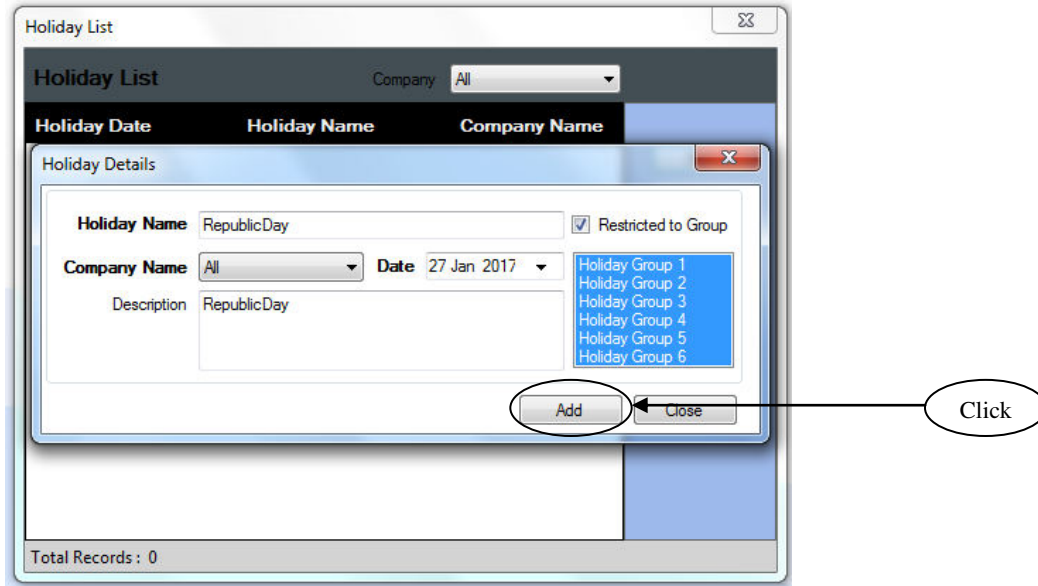 Holiday List
Holiday List Company All
Holiday Date Holiday Name Company Name
Holiday Details
Holiday Name RepublicDay Restricted to Group
Company Name All Date 27 Jan 2017
Holiday Group 1
Holiday Group 2
Holiday Group 3
Holiday Group 4
Holiday Group 5
Holiday Group 6
Description RepublicDay
Add Close
Click
Total Records : 0